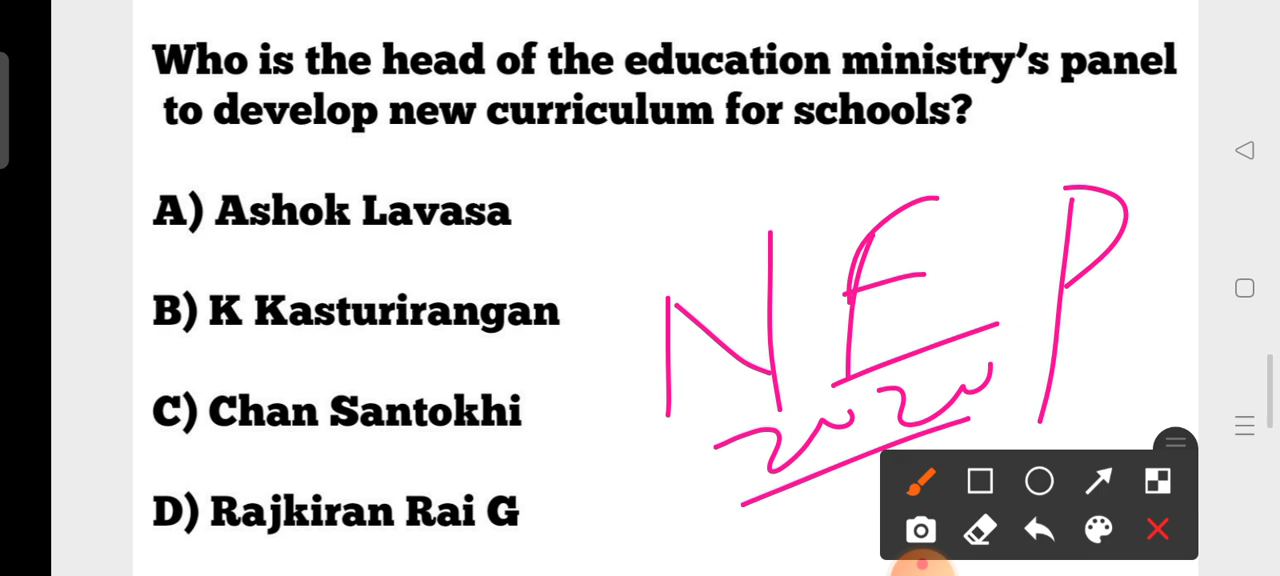 Who is the head of the education ministry's panel
to develop new curriculum for schools?
A) Ashok Lavasa
B) K Kasturirangan
C) Chan Santokhi
D) Rajkiran Rai G
NEP
2020